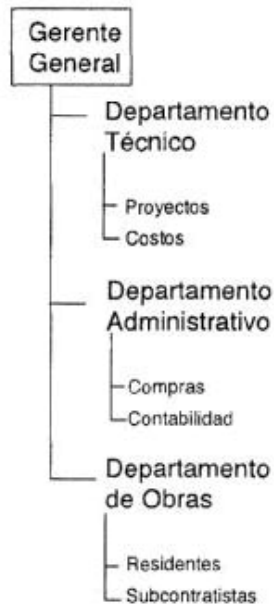 Gerente
General
Departamento
Técnico
Proyectos
Costos
Departamento
Administrativo
Compras
Contabilidad
Departamento
de Obras
Residentes
Subcontratistas